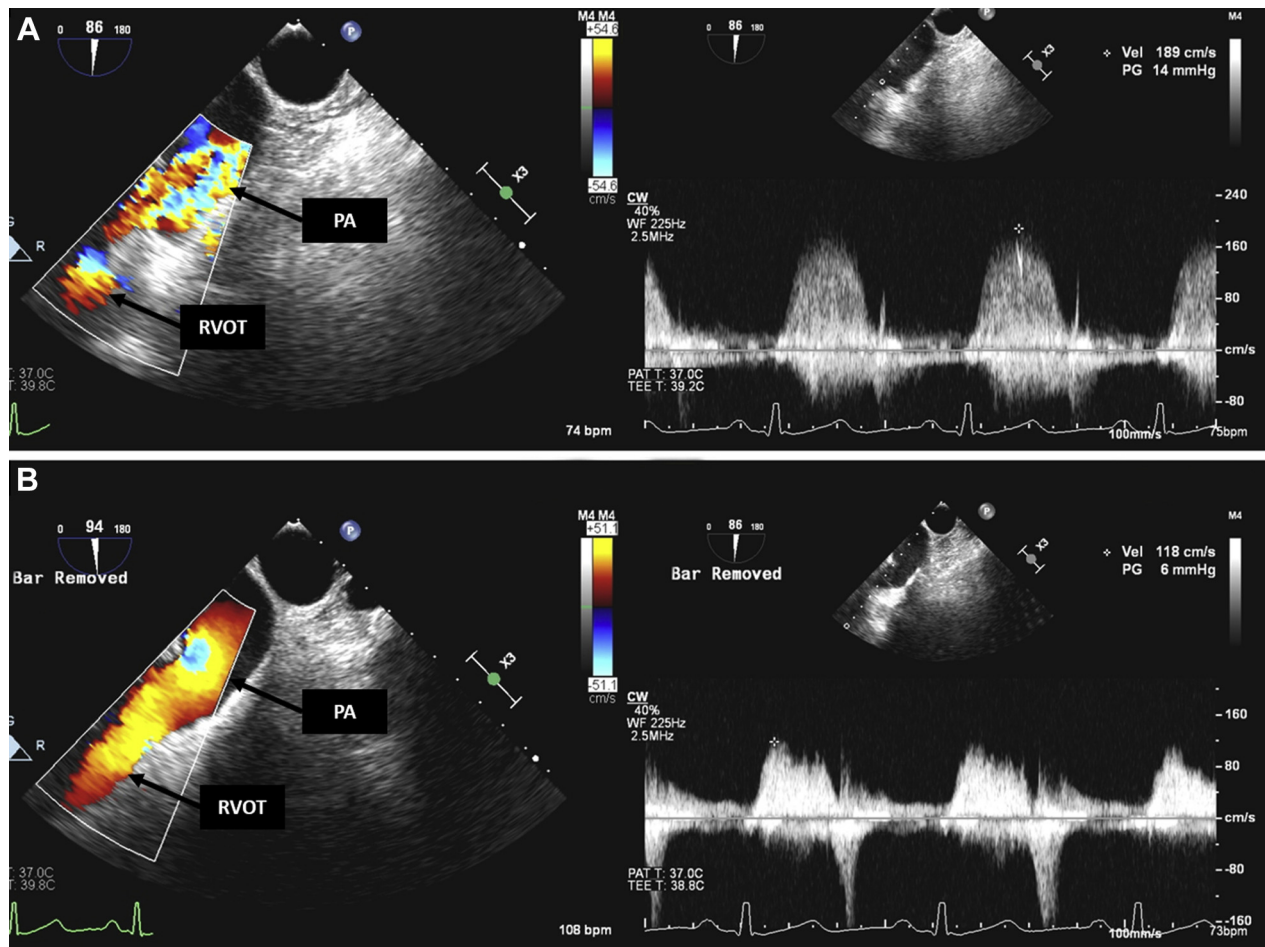 A
0 86 180
P
M4 M4
+54.6
-54.6
cm/s
X3
PA
RVOT
R
T: 37.0C
T: 39.8C
74 bpm
86
0 180
P
X3
M4
Vel 189 cm/s
PG 14 mmHg
CW
40%
WF 225Hz
2.5MHz
240
160
80
cm/s
-80
PAT T: 37.0C
TEE T: 39.2C
100mm/s
75bpm
B
0 94 180
Bar Removed
P
M4 M4
+51.1
-51.1
cm/s
X3
PA
RVOT
R
T: 37.0C
T: 39.8C
108 bpm
86
0 180
Bar Removed
P
X3
M4
Vel 118 cm/s
PG 6 mmHg
CW
40%
WF 225Hz
2.5MHz
160
80
cm/s
-80
-160
PAT T: 37.0C
TEE T: 38.8C
100mm/s
73bpm